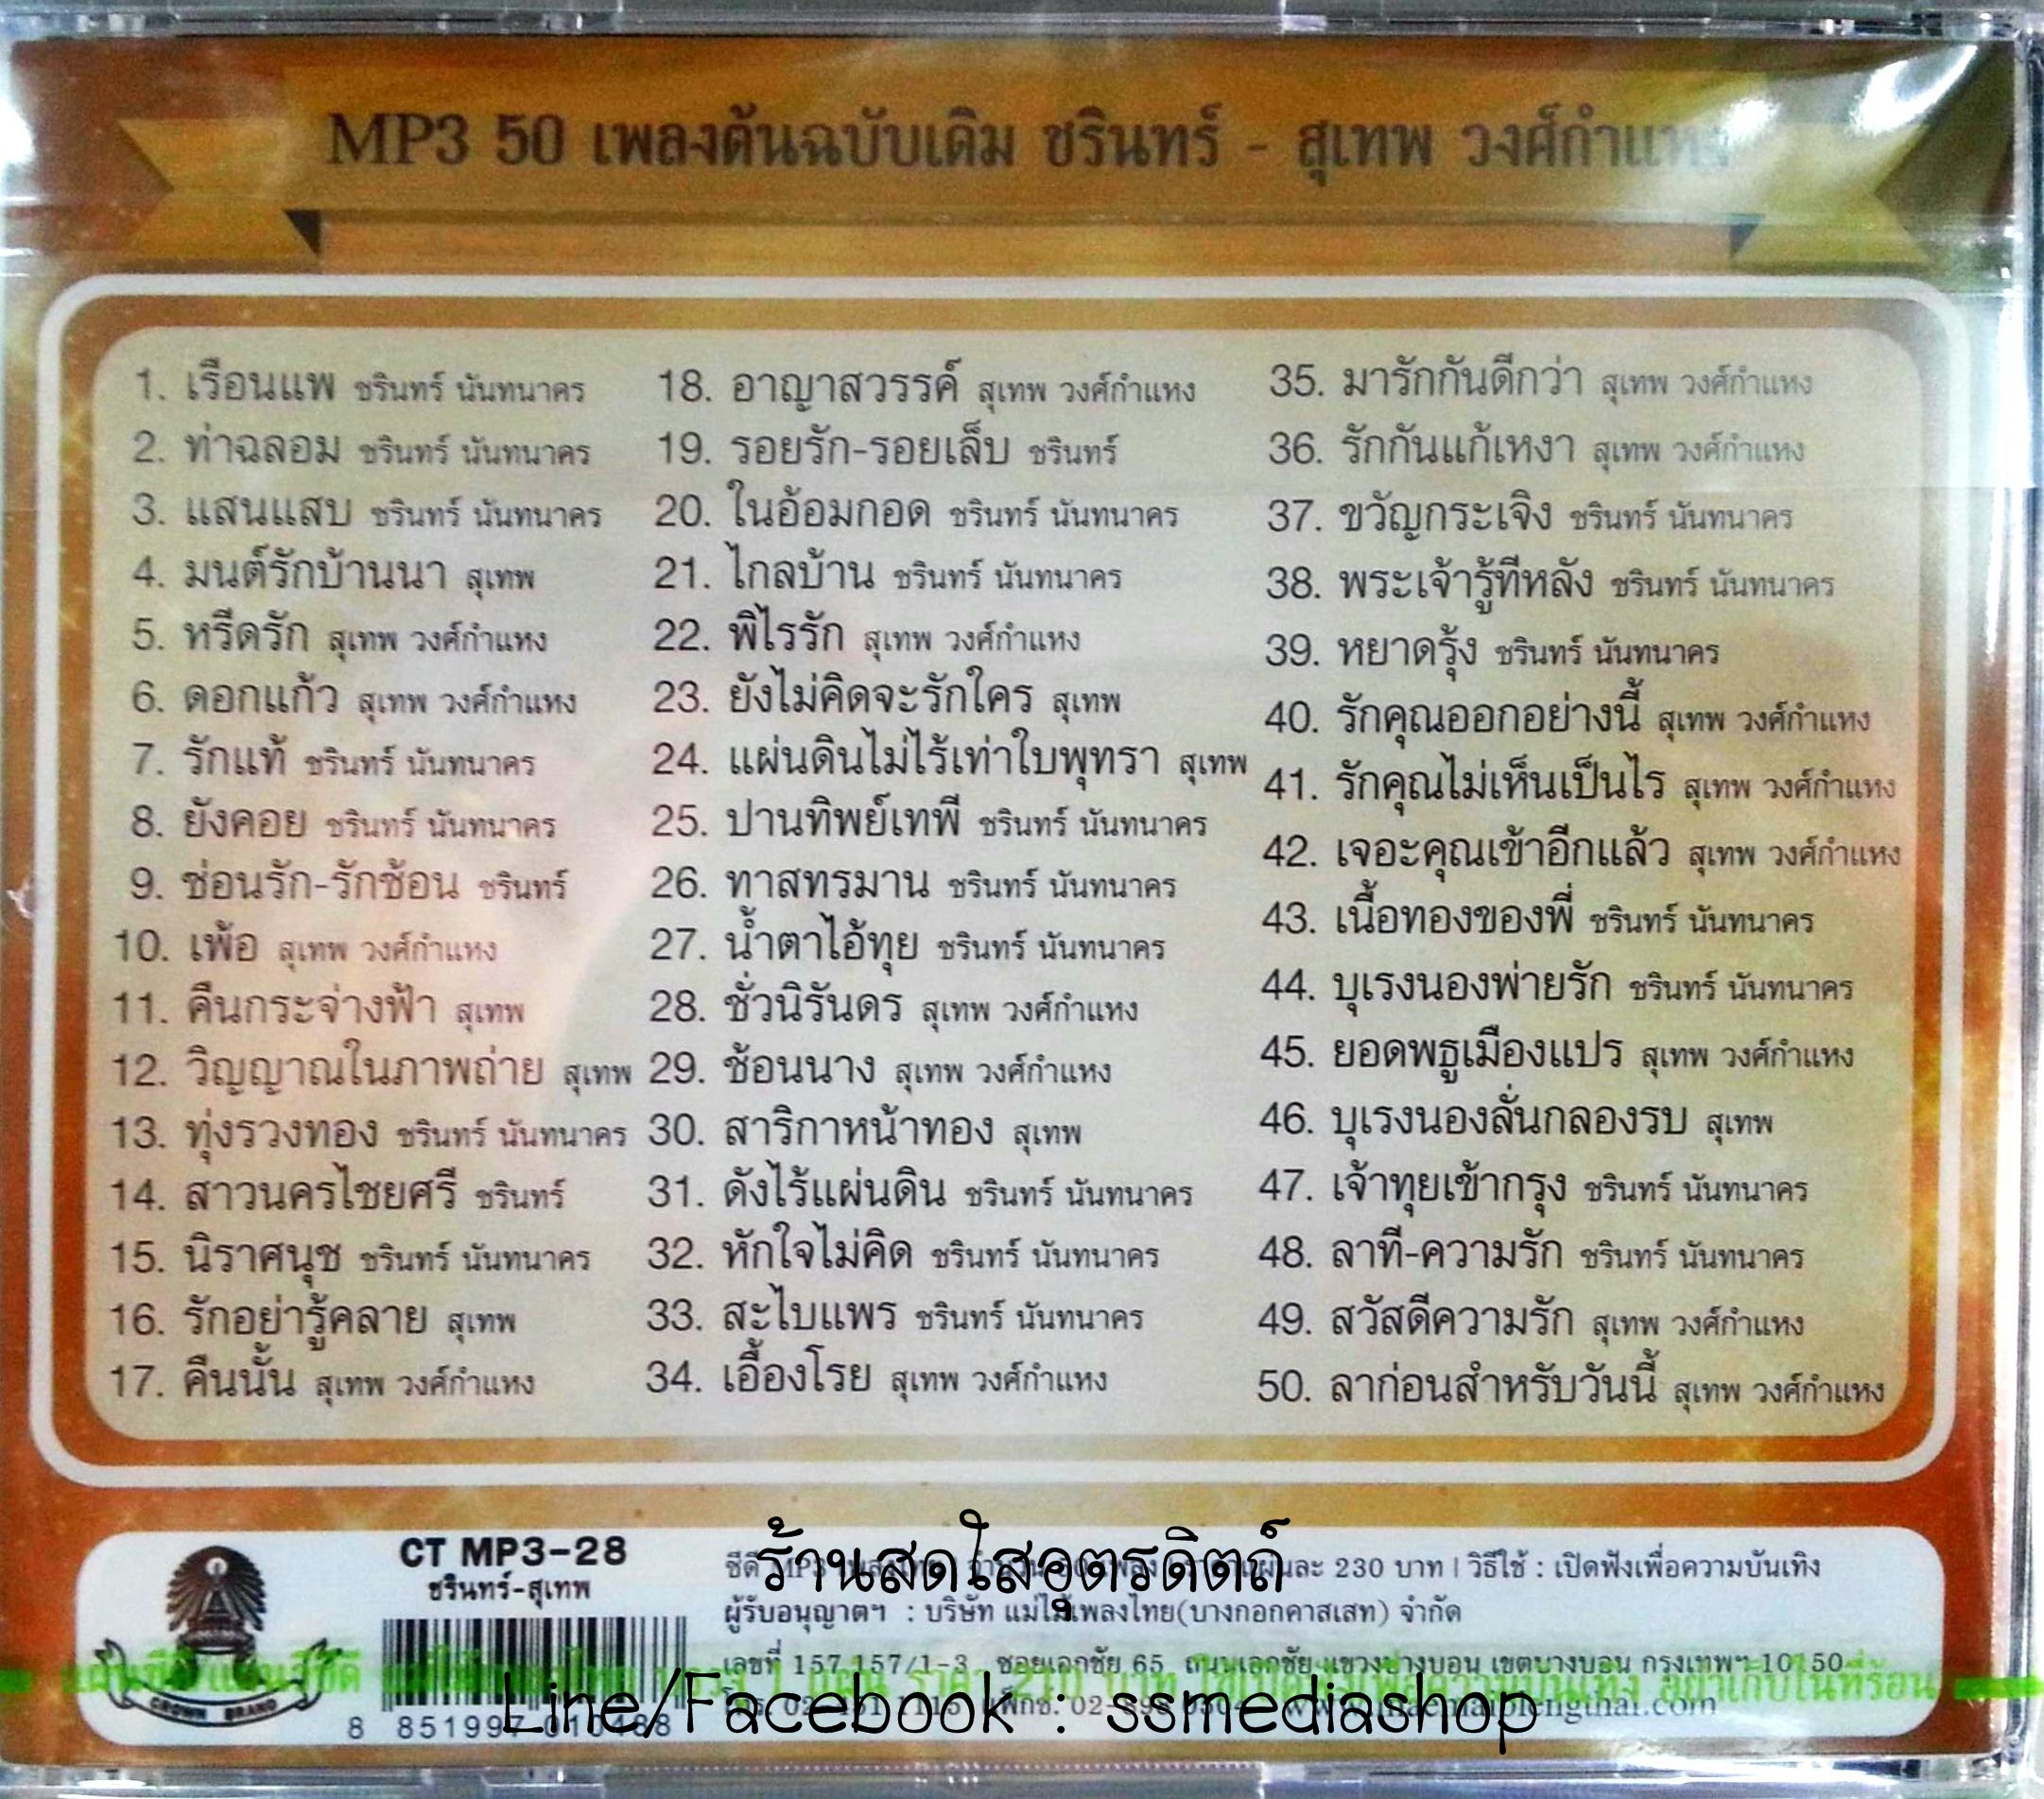 MP3 50 เพลงต้นฉบับเดิม ชรินทร์ - สุเทพ วงศ์กำแหง
1. เรือนแพ ชรินทร์ นันทนาคร
2. ท่าฉลอม ชรินทร์ นันทนาคร
3. แสนแสบ ชรินทร์ นันทนาคร
4. มนต์รักบ้านนา สุเทพ
5. หรีดรัก สุเทพ วงศ์กำแหง
6. ดอกแก้ว สุเทพ วงศ์กำแหง
7. รักแท้ ชรินทร์ นันทนาคร
8. ยังคอย ชรินทร์ นันทนาคร
9. ซ่อนรัก-รักซ้อน ชรินทร์
10. เพ้อ สุเทพ วงศ์กำแหง
11. คืนกระจ่างฟ้า สุเทพ
12. วิญญาณในภาพถ่าย สุเทพ
13. ทุ่งรวงทอง ชรินทร์ นันทนาคร
14. สาวนครไชยศรี ชรินทร์
15. นิราศนุช ชรินทร์ นันทนาคร
16. รักอย่ารู้คลาย สุเทพ
17. คืนนั้น สุเทพ วงศ์กำแหง
18. อาญาสวรรค์ สุเทพ วงศ์กำแหง
19. รอยรัก-รอยเล็บ ชรินทร์
20. ในอ้อมกอด ชรินทร์ นันทนาคร
21. ไกลบ้าน ชรินทร์ นันทนาคร
22. พิไรรัก สุเทพ วงศ์กำแหง
23. ยังไม่คิดจะรักใคร สุเทพ
24. แผ่นดินไม่ไร้เท่าใบพุทรา สุเทพ
25. ปานทิพย์เทพี ชรินทร์ นันทนาคร
26. ทาสทรมาน ชรินทร์ นันทนาคร
27. น้ำตาไอ้ทุย ชรินทร์ นันทนาคร
28. ชั่วนิรันดร สุเทพ วงศ์กำแหง
29. ช้อนนาง สุเทพ วงศ์กำแหง
30. สาริกาหน้าทอง สุเทพ
31. ดังไร้แผ่นดิน ชรินทร์ นันทนาคร
32. หักใจไม่คิด ชรินทร์ นันทนาคร
33. สะไบแพร ชรินทร์ นันทนาคร
34. เอื้องโรย สุเทพ วงศ์กำแหง
35. มารักกันดีกว่า สุเทพ วงศ์กำแหง
36. รักกันแก้เหงา สุเทพ วงศ์กำแหง
37. ขวัญกระเจิง ชรินทร์ นันทนาคร
38. พระเจ้ารู้ทีหลัง ชรินทร์ นันทนาคร
39. หยาดรุ้ง ชรินทร์ นันทนาคร
40. รักคุณออกอย่างนี้ สุเทพ วงศ์กำแหง
41. รักคุณไม่เห็นเป็นไร สุเทพ วงศ์กำแหง
42. เจอะคุณเข้าอีกแล้ว สุเทพ วงศ์กำแหง
43. เนื้อทองของพี่ ชรินทร์ นันทนาคร
44. บุเรงนองพ่ายรัก ชรินทร์ นันทนาคร
45. ยอดพธูเมืองแปร สุเทพ วงศ์กำแหง
46. บุเรงนองลั่นกลองรบ สุเทพ
47. เจ้าทุยเข้ากรุง ชรินทร์ นันทนาคร
48. ลาที-ความรัก ชรินทร์ นันทนาคร
49. สวัสดีความรัก สุเทพ วงศ์กำแหง
50. ลาก่อนสำหรับวันนี้ สุเทพ วงศ์กำแหง
CROWN BRAND
CT MP3-28
ชรินทร์-สุเทพ
ร้านสดใสอุตรดิตถ์
230 บาท | วิธีใช้ : เปิดฟังเพื่อความบันเทิง
ผู้รับอนุญาตฯ : บริษัท แม่ไม้เพลงไทย(บางกอกคาสเสท) จำกัด
เลขที่ 157,157/1-3 ซอยเอกชัย 65 ถนนเอกชัย แขวงบางบอน เขตบางบอน กรุงเทพฯ
Line/Facebook : ssmediashop